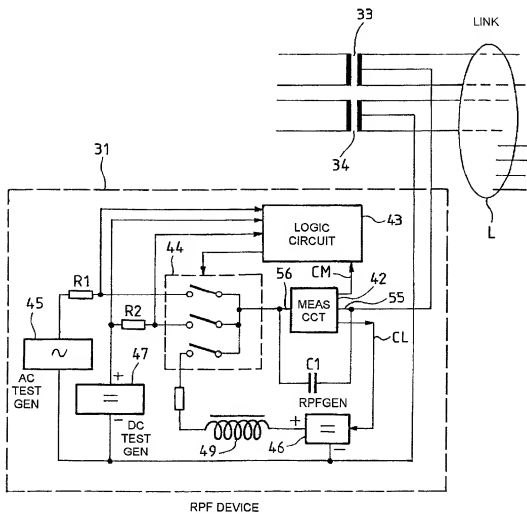 33
LINK
34
31
L
LOGIC
CIRCUIT
43
44
CM
42
R1
56
MEAS
CCT
55
45
R2
CL
47
C1
AC
TEST
GEN
+
−
DC
TEST
GEN
RPFGEN
+
49
46
−
RPF DEVICE